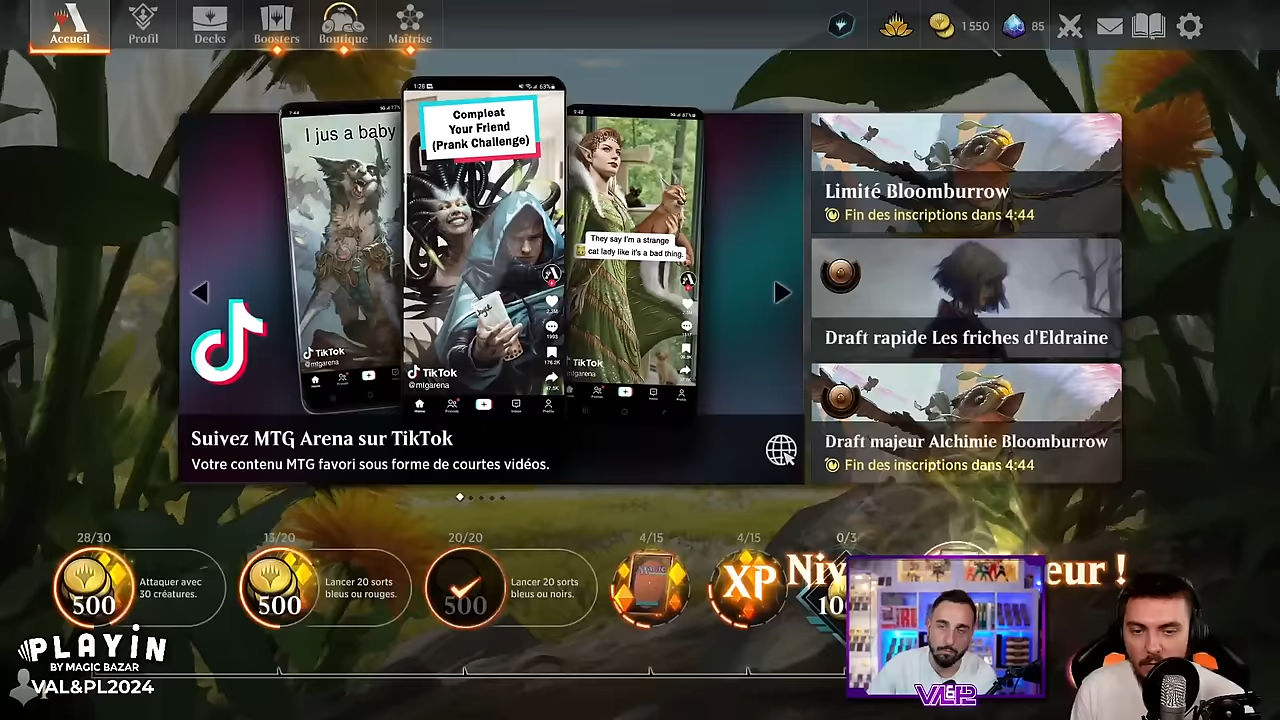 Accueil
Profil
Decks
Boosters
Boutique
Maîtrise
1 550
85
I jus a baby
TikTok
@mtgarena
1:28
63%
Compleat
Your Friend
(Prank Challenge)
TikTok
@mtgarena
They say I'm a strange
cat lady like it's a bad thing.
TikTok
mtgarena
Suivez MTG Arena sur TikTok
Votre contenu MTG favori sous forme de courtes vidéos.
Limité Bloomburrow
Fin des inscriptions dans 4:44
Draft rapide Les friches d'Eldraine
Draft majeur Alchimie Bloomburrow
Fin des inscriptions dans 4:44
28/30
500
Attaquer avec
30 créatures.
13/20
500
Lancer 20 sorts
bleus ou rouges.
20/20
500
Lancer 20 sorts
bleus ou noirs.
4/15
4/15
XP
0/3
Niv
eur !
PLAYIN
BY MAGIC BAZAR
VAL&PL2024